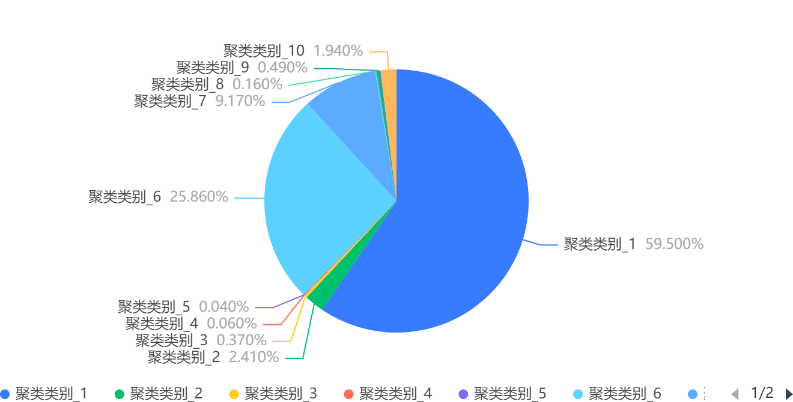 聚类类别_10 1.940%
聚类类别_9 0.490%
聚类类别_8 0.160%
聚类类别_7 9.170%
聚类类别_6 25.860%
聚类类别_1 59.500%
聚类类别_5 0.040%
聚类类别_4 0.060%
聚类类别_3 0.370%
聚类类别_2 2.410%
聚类类别_1 聚类类别_2 聚类类别_3 聚类类别_4 聚类类别_5 聚类类别_6 1/2